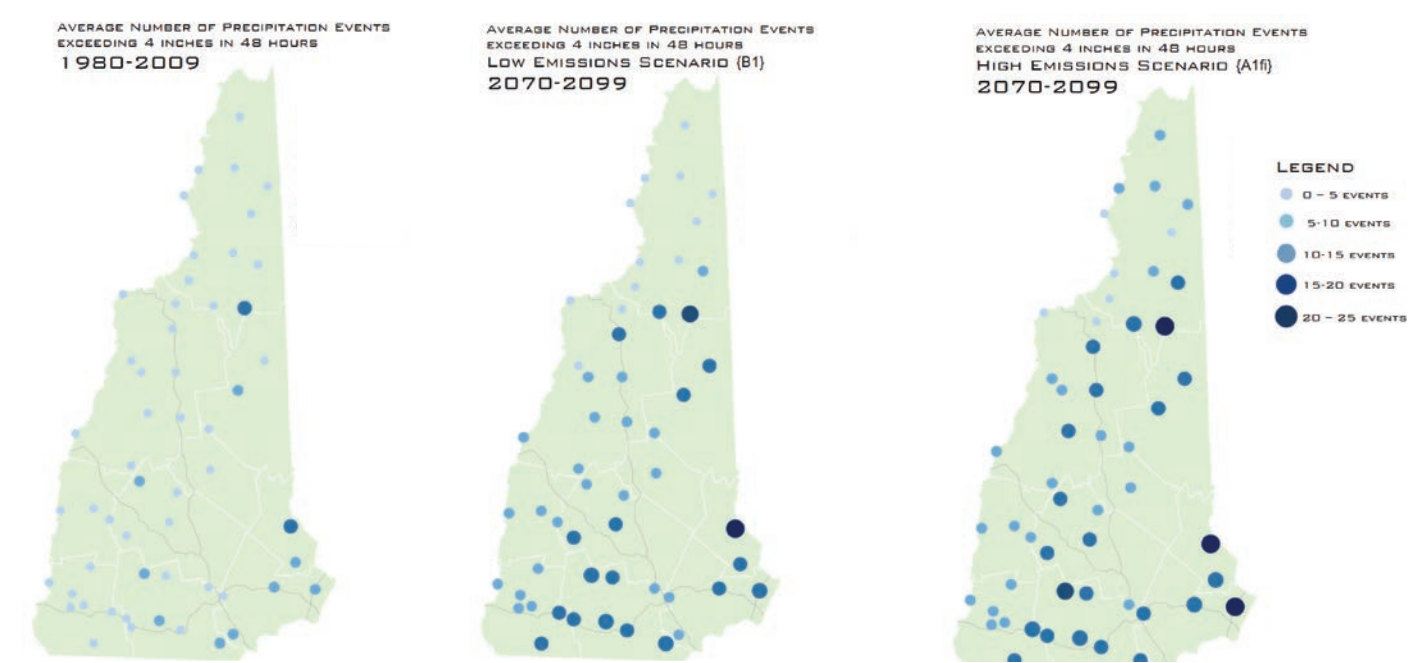 AVERAGE NUMBER OF PRECIPITATION EVENTS
EXCEEDING 4 INCHES IN 48 HOURS
1980-2009
AVERAGE NUMBER OF PRECIPITATION EVENTS
EXCEEDING 4 INCHES IN 48 HOURS
LOW EMISSIONS SCENARIO {B1}
2070-2099
AVERAGE NUMBER OF PRECIPITATION EVENTS
EXCEEDING 4 INCHES IN 48 HOURS
HIGH EMISSIONS SCENARIO {A1fi}
2070-2099
LEGEND
0 – 5 EVENTS
5-10 EVENTS
10-15 EVENTS
15-20 EVENTS
20 – 25 EVENTS